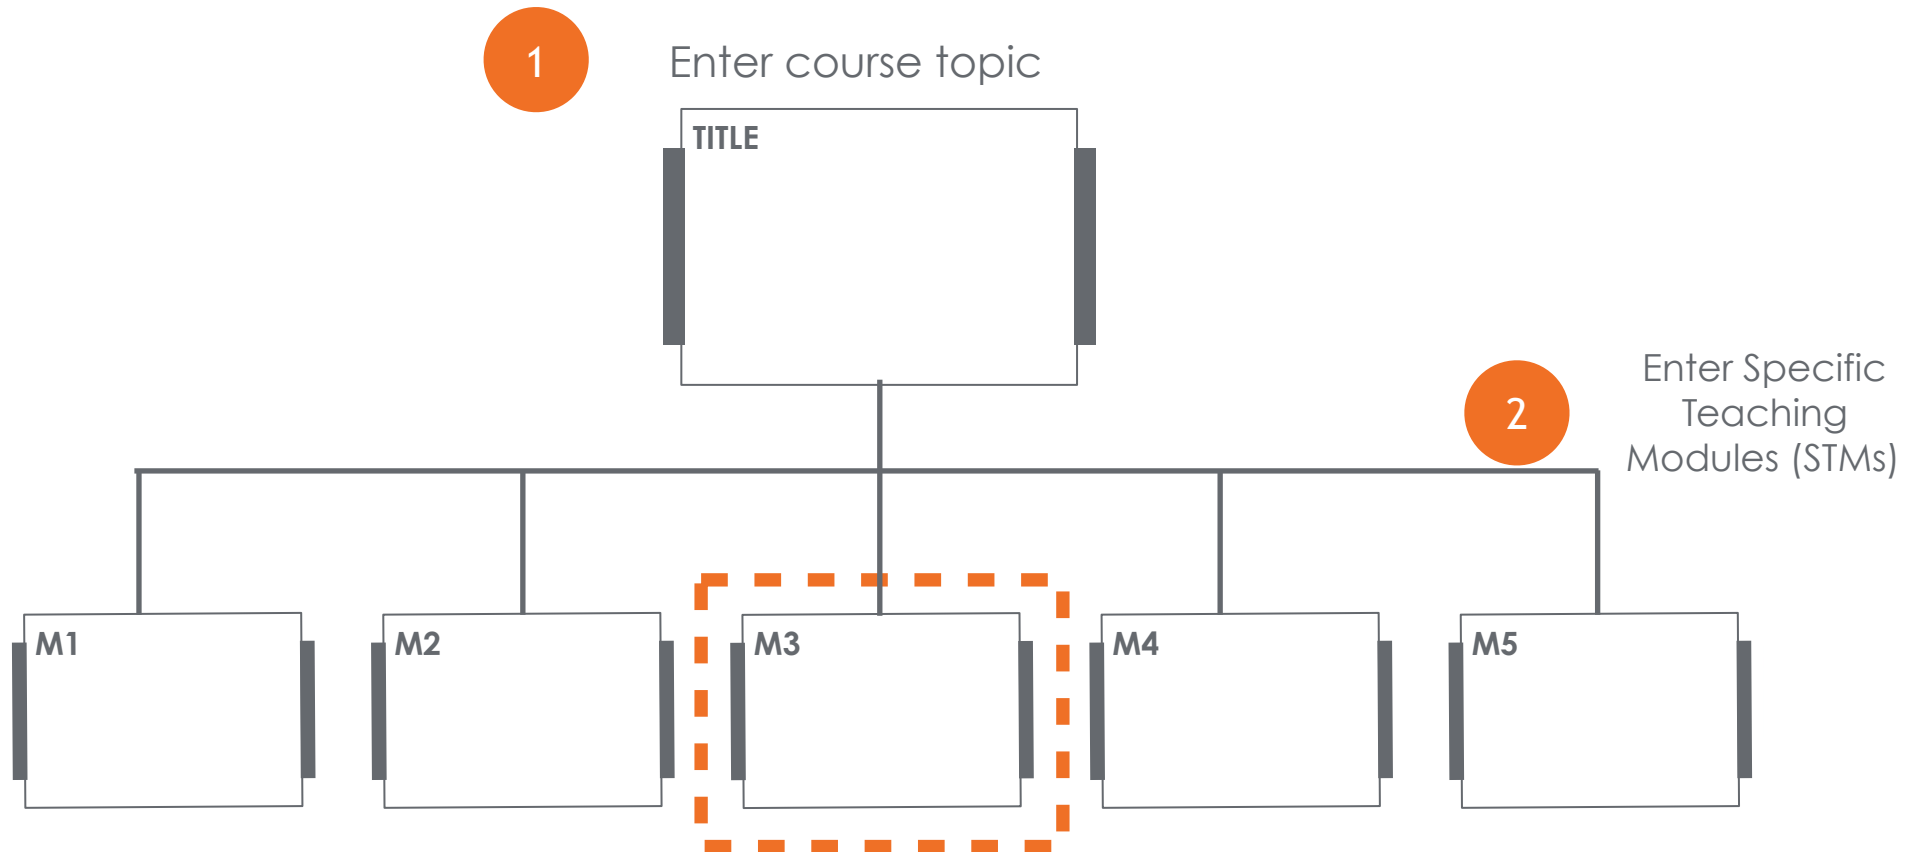 1
Enter course topic
TITLE
2
Enter Specific
Teaching
Modules (STMs)
M1
M2
M3
M4
M5